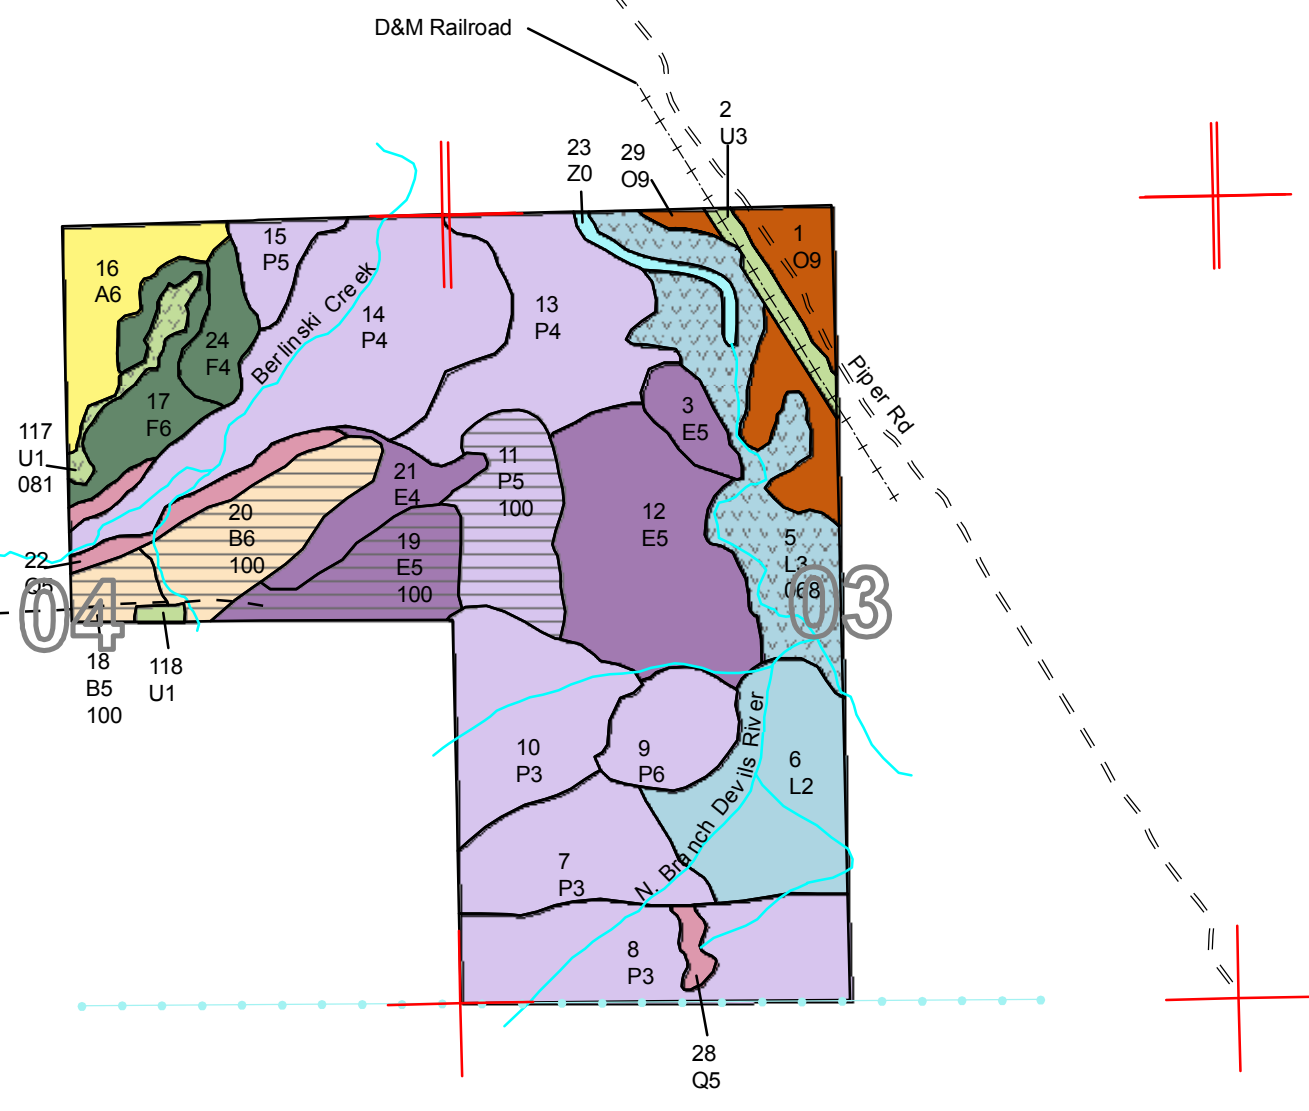 D&M Railroad
2
U3
23
Z0
29
O9
15
P5
1
O9
16
A6
Berlinski Creek
14
P4
13
P4
24
F4
Piper Rd
17
F6
3
E5
117
U1
081
11
P5
100
21
E4
20
B6
100
12
E5
19
E5
100
5
L3
068
22
Q5
04
03
18
B5
100
118
U1
N. Branch Devils River
10
P3
9
P6
6
L2
7
P3
8
P3
28
Q5